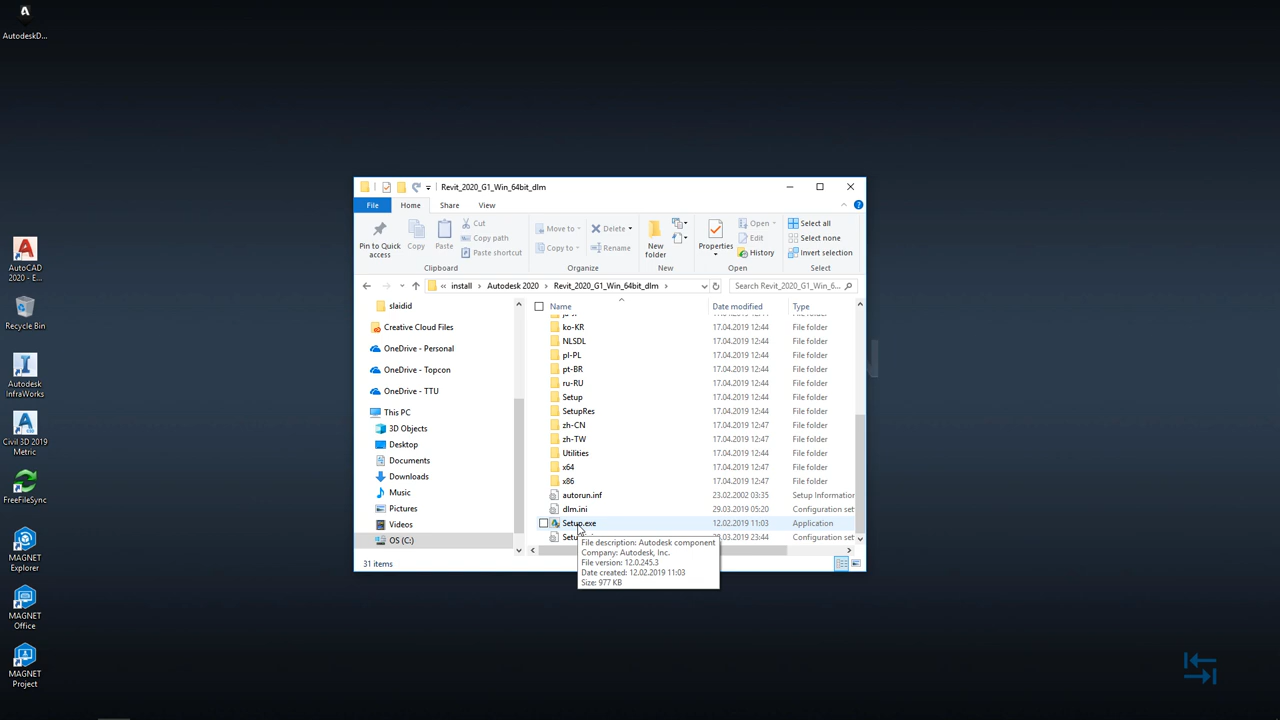 AutodeskD...
AutoCAD
2020 - E...
Recycle Bin
Autodesk
InfraWorks
Civil 3D 2019
Metric
FreeFileSync
MAGNET
Explorer
MAGNET
Office
MAGNET
Project
Revit_2020_G1_Win_64bit_dlm
File Home Share View
Pin to Quick
access
Copy
Paste
Cut
Copy path
Paste shortcut
Clipboard
Move to
Copy to
Delete
Rename
Organize
New
folder
New
Properties
Open
Edit
History
Open
Select all
Select none
Invert selection
Select
« install › Autodesk 2020 › Revit_2020_G1_Win_64bit_dlm ›
Search Revit_2020_G1_Win_6...
slaidid
Creative Cloud Files
OneDrive - Personal
OneDrive - Topcon
OneDrive - TTU
This PC
3D Objects
Desktop
Documents
Downloads
Music
Pictures
Videos
OS (C:)
Name Date modified Type
17.04.2019 12:44 File folder
ko-KR 17.04.2019 12:44 File folder
NLSDL 17.04.2019 12:44 File folder
pl-PL 17.04.2019 12:44 File folder
pt-BR 17.04.2019 12:44 File folder
ru-RU 17.04.2019 12:44 File folder
Setup 17.04.2019 12:44 File folder
SetupRes 17.04.2019 12:44 File folder
zh-CN 17.04.2019 12:47 File folder
zh-TW 17.04.2019 12:47 File folder
Utilities 17.04.2019 12:47 File folder
x64 17.04.2019 12:47 File folder
x86 17.04.2019 12:47 File folder
autorun.inf 23.02.2002 03:35 Setup Information
dlm.ini 29.03.2019 05:20 Configuration set
Setup.exe 12.02.2019 11:03 Application
23:44 Configuration set
File description: Autodesk component
Company: Autodesk, Inc.
File version: 12.0.245.3
Date created: 12.02.2019 11:03
Size: 977 KB
31 items